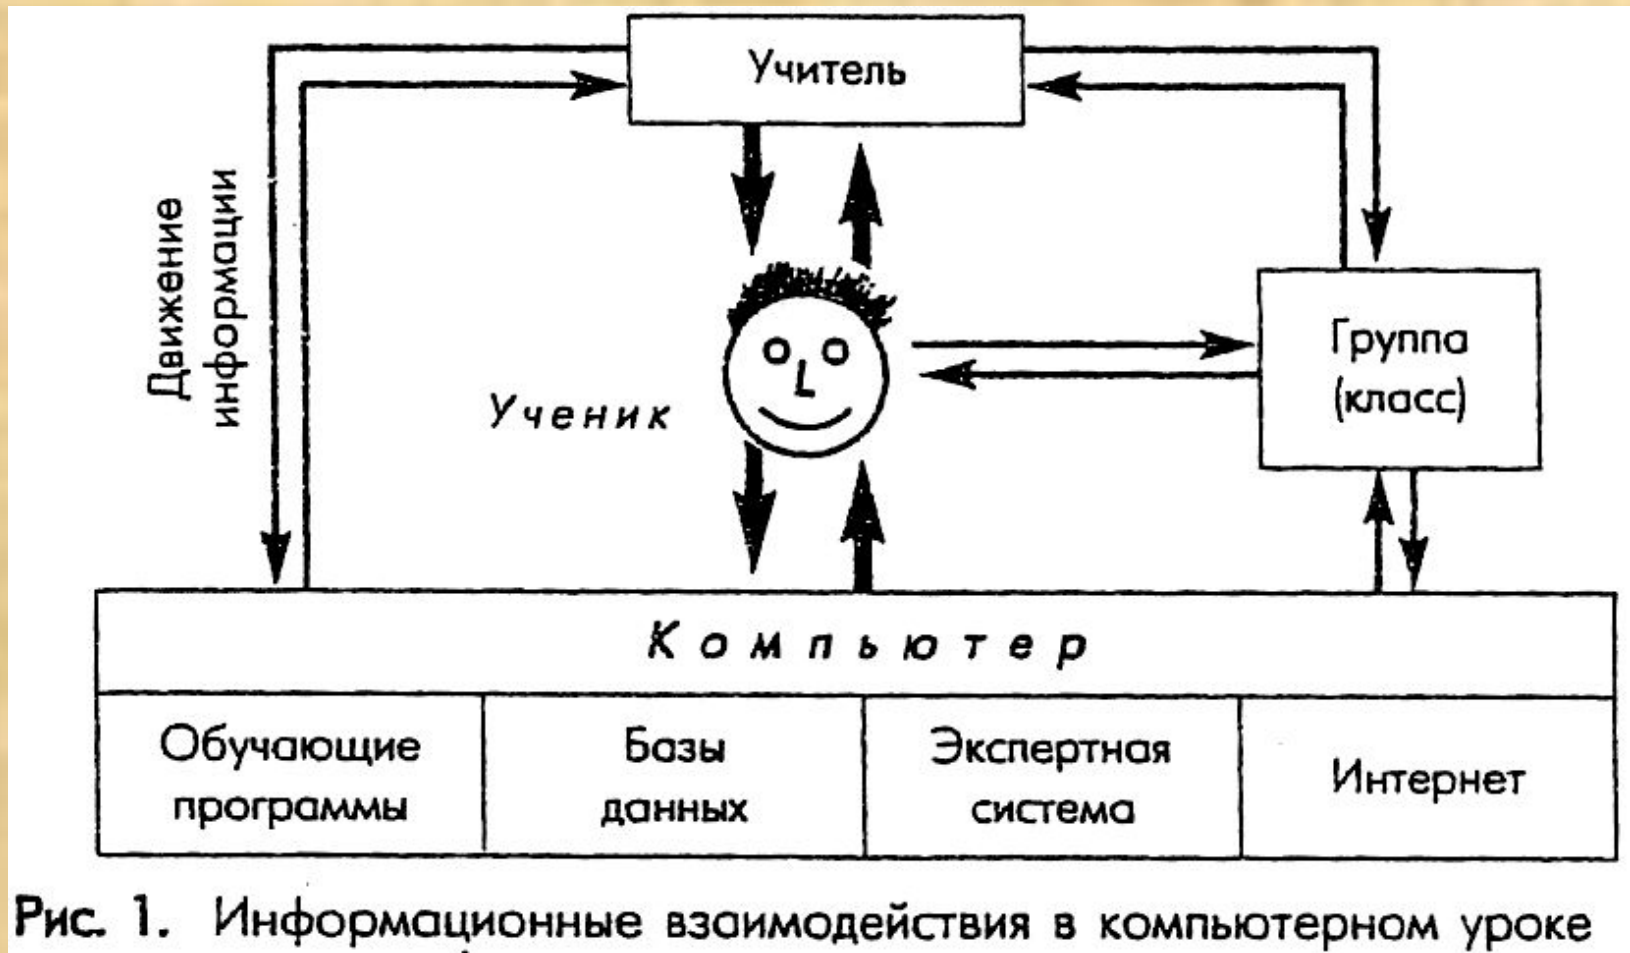 Учитель
Движение
информации
Группа
(класс)
Ученик
Компьютер
Обучающие
программы
Базы
данных
Экспертная
система
Интернет
Рис. 1. Информационные взаимодействия в компьютерном уроке